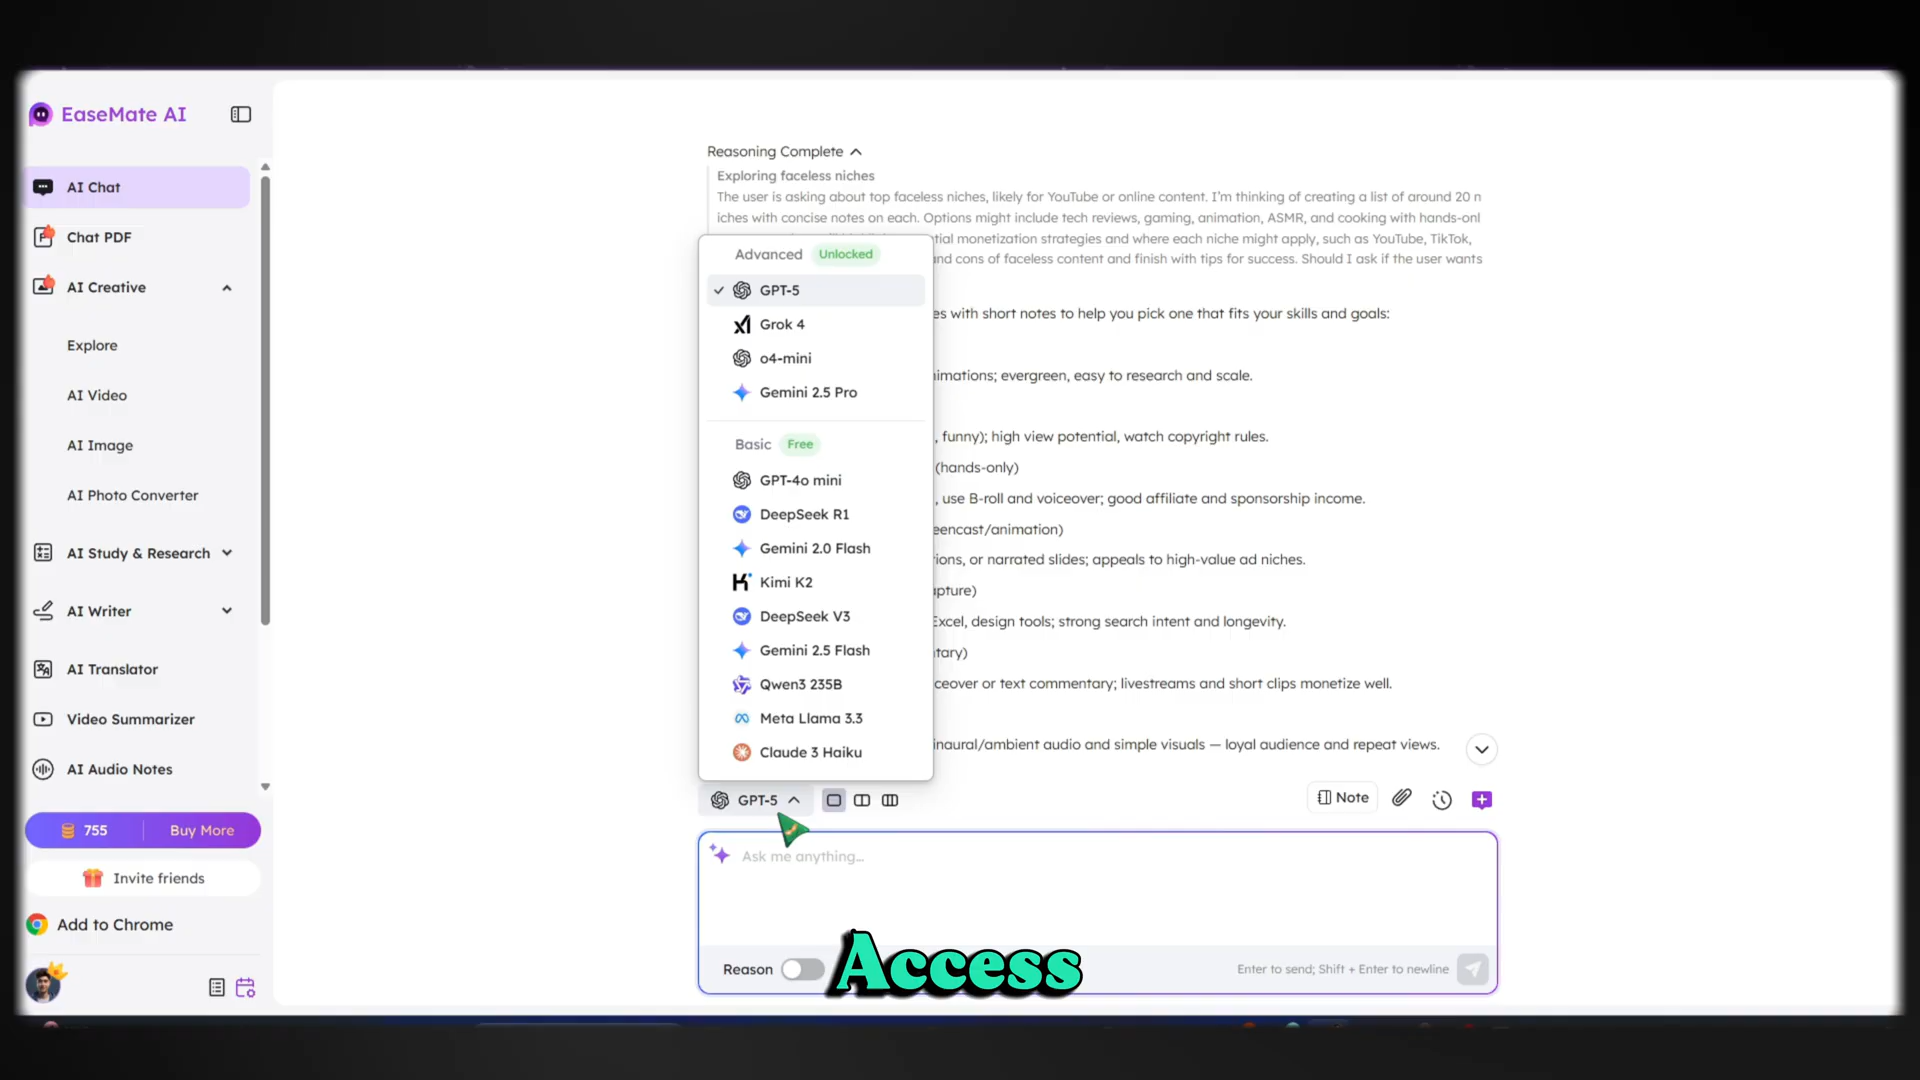 EaseMate AI
AI Chat
Chat PDF
AI Creative
Explore
AI Video
AI Image
AI Photo Converter
AI Study & Research
AI Writer
AI Translator
Video Summarizer
AI Audio Notes
755
Buy More
Invite friends
Add to Chrome
Reasoning Complete
Exploring faceless niches
The user is asking about top faceless niches, likely for YouTube or online content. I'm thinking of creating a list of around 20 n
iches with concise notes on each. Options might include tech reviews, gaming, animation, ASMR, and cooking with hands-onl
tial monetization strategies and where each niche might apply, such as YouTube, TikTok,
and cons of faceless content and finish with tips for success. Should I ask if the user wants
es with short notes to help you pick one that fits your skills and goals:
nimations; evergreen, easy to research and scale.
, funny); high view potential, watch copyright rules.
(hands-only)
, use B-roll and voiceover; good affiliate and sponsorship income.
eencast/animation)
ions, or narrated slides; appeals to high-value ad niches.
apture)
Excel, design tools; strong search intent and longevity.
ntary)
ceover or text commentary; livestreams and short clips monetize well.
inaural/ambient audio and simple visuals — loyal audience and repeat views.
Advanced Unlocked
GPT-5
Grok 4
o4-mini
Gemini 2.5 Pro
Basic Free
GPT-4o mini
DeepSeek R1
Gemini 2.0 Flash
Kimi K2
DeepSeek V3
Gemini 2.5 Flash
Qwen3 235B
Meta Llama 3.3
Claude 3 Haiku
GPT-5
Note
Ask me anything...
Reason
Access
Enter to send; Shift + Enter to newline